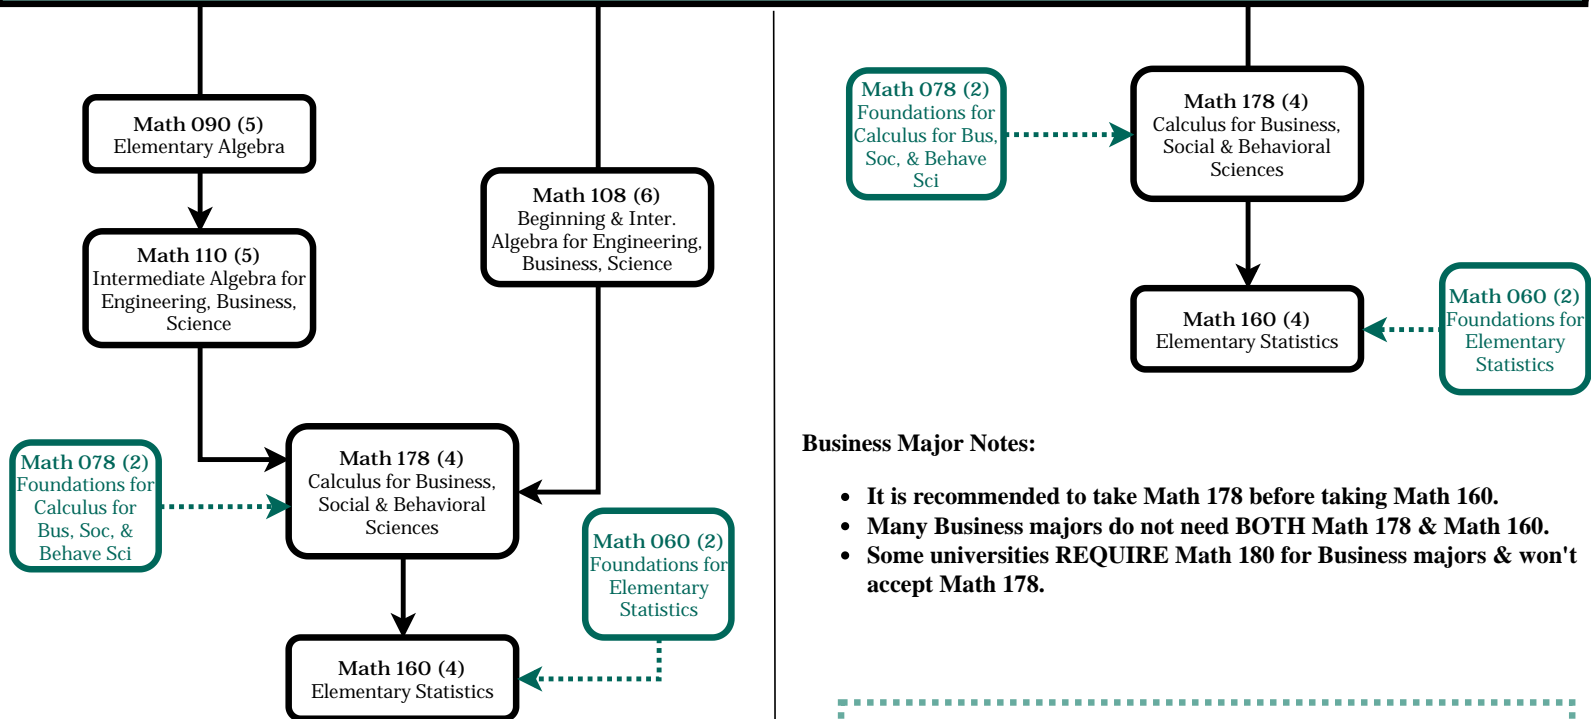 Math 090 (5)
Elementary Algebra
Math 110 (5)
Intermediate Algebra for
Engineering, Business,
Science
Math 108 (6)
Beginning & Inter.
Algebra for Engineering,
Business, Science
Math 078 (2)
Foundations for
Calculus for
Bus, Soc, &
Behave Sci
Math 178 (4)
Calculus for Business,
Social & Behavioral
Sciences
Math 060 (2)
Foundations for
Elementary
Statistics
Math 160 (4)
Elementary Statistics
Math 078 (2)
Foundations for
Calculus for Bus,
Soc, & Behave
Sci
Math 178 (4)
Calculus for Business,
Social & Behavioral
Sciences
Math 160 (4)
Elementary Statistics
Math 060 (2)
Foundations for
Elementary
Statistics
Business Major Notes:
• It is recommended to take Math 178 before taking Math 160.
• Many Business majors do not need BOTH Math 178 & Math 160.
• Some universities REQUIRE Math 180 for Business majors & won't
accept Math 178.